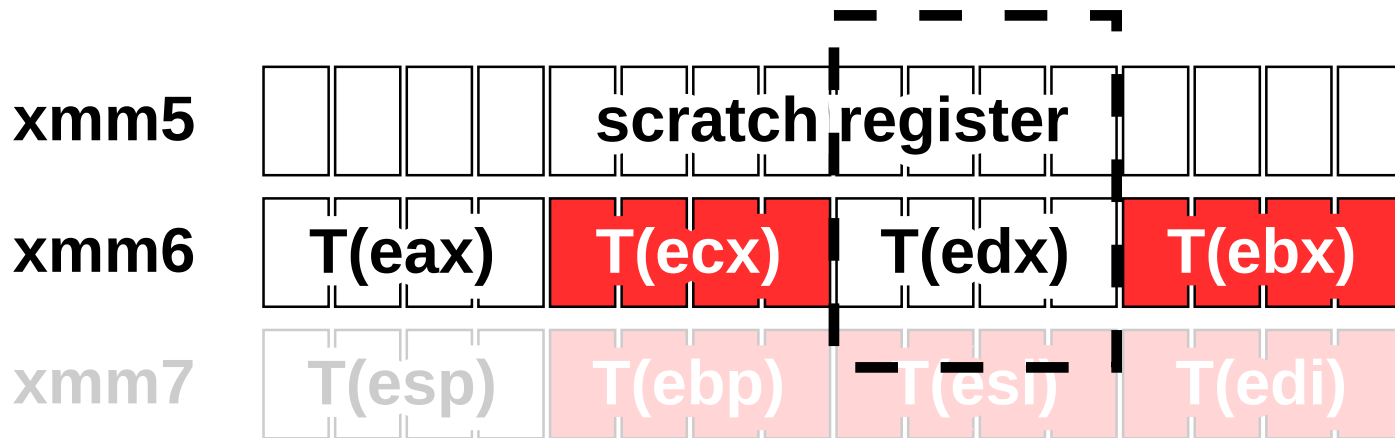 xmm5 scratch register
xmm6 T(eax) T(ecx) T(edx) T(ebx)
xmm7 T(esp) T(ebp) T(esi) T(edi)